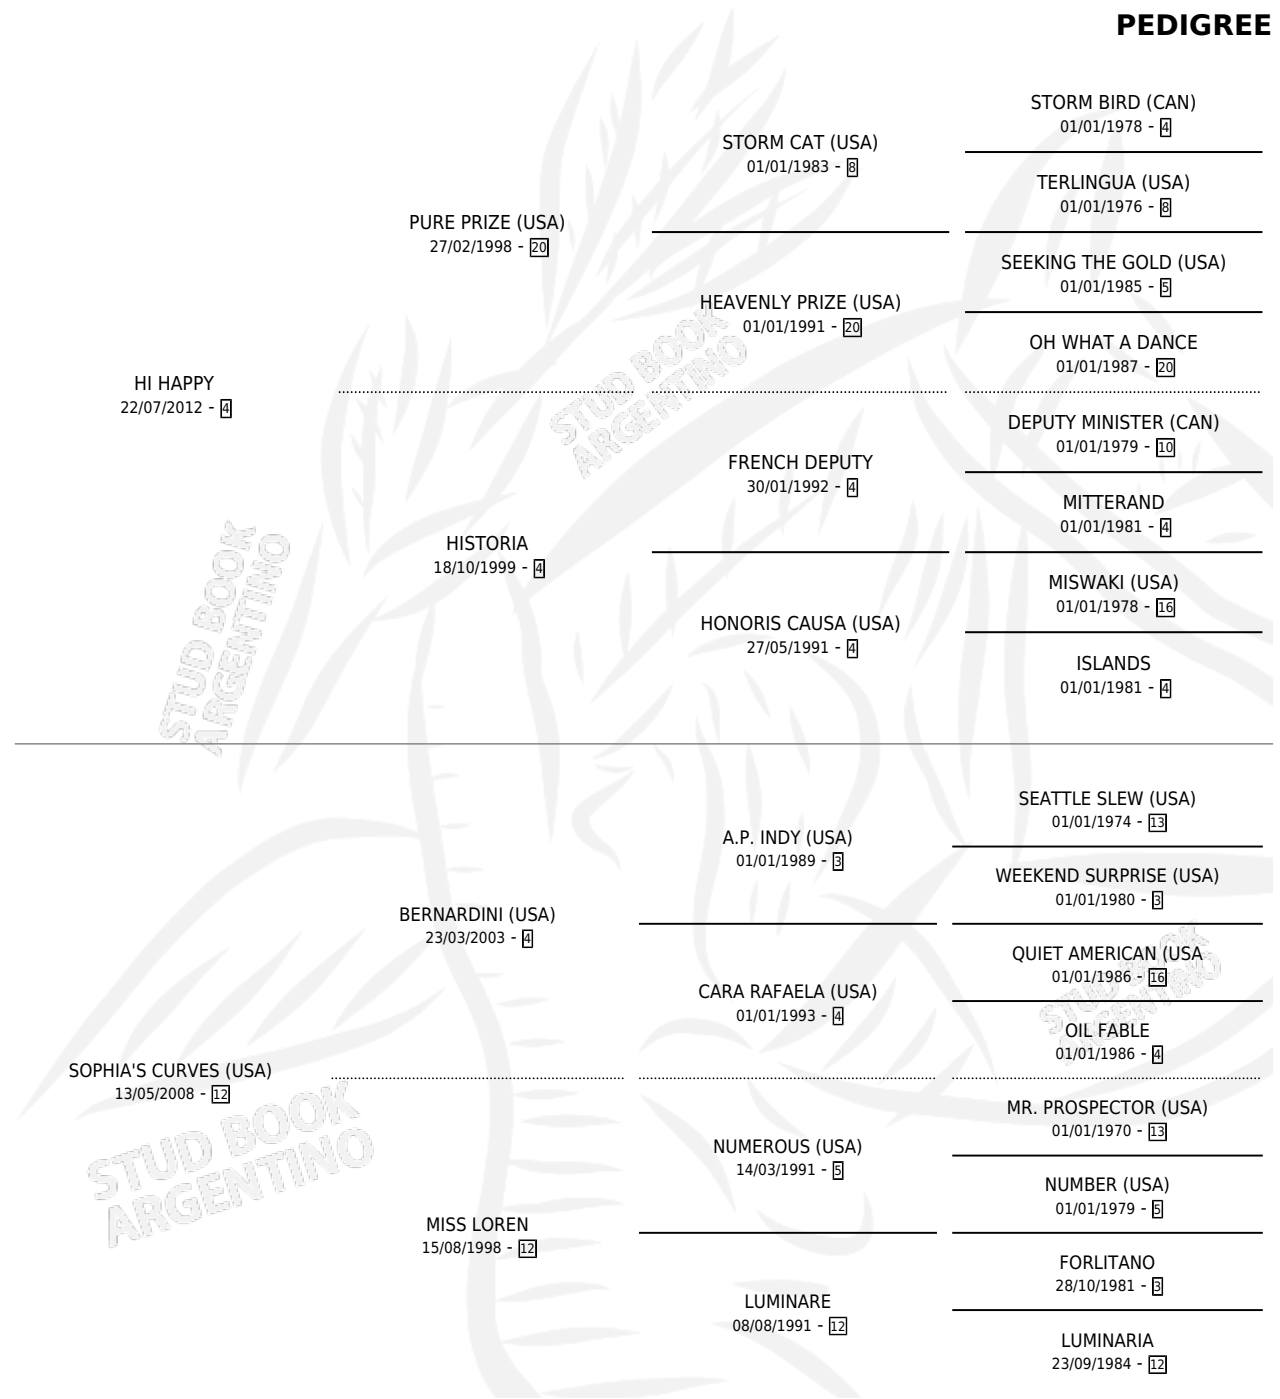 PEDIGREE
STORM BIRD (CAN)
01/01/1978 - 4
STORM CAT (USA)
01/01/1983 - 8
TERLINGUA (USA)
01/01/1976 - 8
PURE PRIZE (USA)
27/02/1998 - 20
SEEKING THE GOLD (USA)
01/01/1985 - 5
HEAVENLY PRIZE (USA)
01/01/1991 - 20
OH WHAT A DANCE
01/01/1987 - 20
HI HAPPY
22/07/2012 - 4
STUD BOOK
ARGENTINO
DEPUTY MINISTER (CAN)
01/01/1979 - 10
FRENCH DEPUTY
30/01/1992 - 4
MITTERAND
01/01/1981 - 4
HISTORIA
18/10/1999 - 4
MISWAKI (USA)
01/01/1978 - 16
HONORIS CAUSA (USA)
27/05/1991 - 4
ISLANDS
01/01/1981 - 4
STUD BOOK
ARGENTINO
SEATTLE SLEW (USA)
01/01/1974 - 13
A.P. INDY (USA)
01/01/1989 - 3
WEEKEND SURPRISE (USA)
01/01/1980 - 3
BERNARDINI (USA)
23/03/2003 - 4
QUIET AMERICAN (USA
01/01/1986 - 16
CARA RAFAELA (USA)
01/01/1993 - 4
STUD BOOK
ARGENTINO
OIL FABLE
01/01/1986 - 4
SOPHIA'S CURVES (USA)
13/05/2008 - 12
STUD BOOK
ARGENTINO
MR. PROSPECTOR (USA)
01/01/1970 - 13
NUMEROUS (USA)
14/03/1991 - 5
NUMBER (USA)
01/01/1979 - 5
MISS LOREN
15/08/1998 - 12
FORLITANO
28/10/1981 - 3
LUMINARE
08/08/1991 - 12
LUMINARIA
23/09/1984 - 12